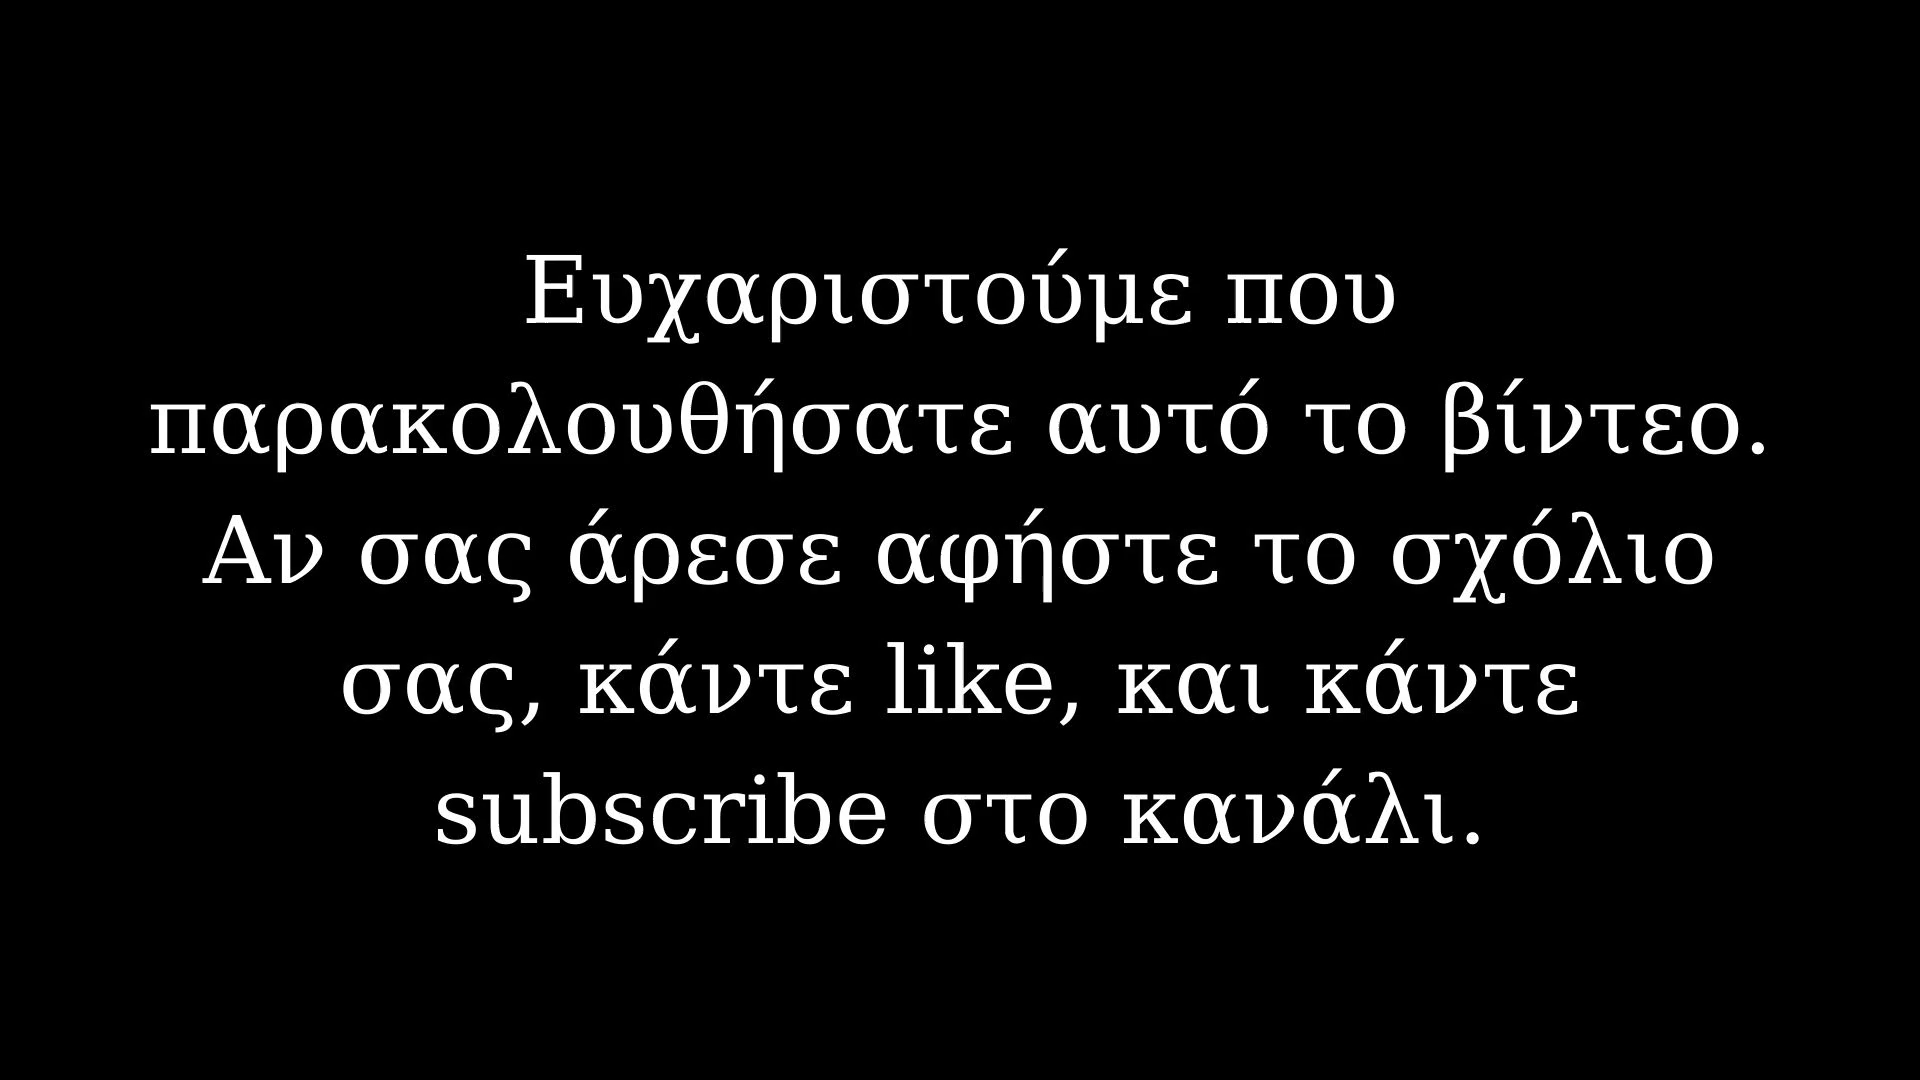 Ευχαριστούμε που
παρακολουθήσατε αυτό το βίντεο.
Αν σας άρεσε αφήστε το σχόλιο
σας, κάντε like, και κάντε
subscribe στο κανάλι.